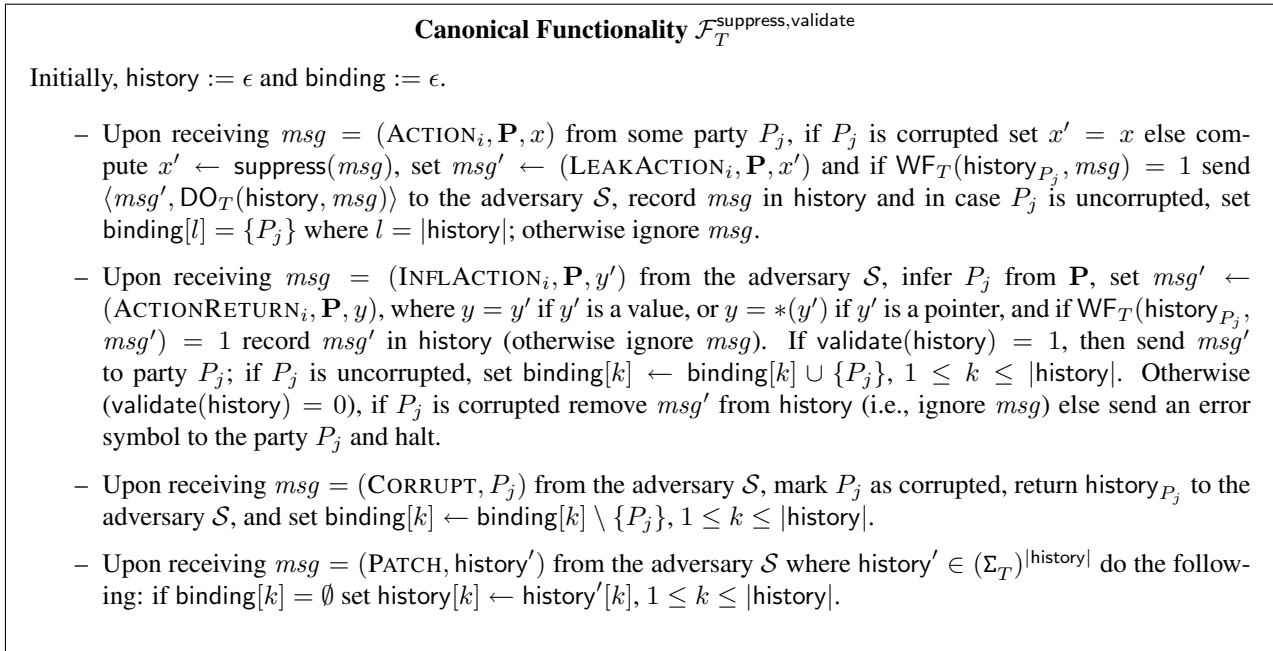 Canonical Functionality $\mathcal{F}_T^{\mathsf{suppress,validate}}$
Initially, history := ϵ and binding := ϵ.
– Upon receiving msg = (ACTION_i, P, x) from some party P_j, if P_j is corrupted set x′ = x else com-
pute x′ ← suppress(msg), set msg′ ← (LEAKACTION_i, P, x′) and if WF_T(history_{P_j}, msg) = 1 send
⟨msg′, DO_T(history, msg)⟩ to the adversary S, record msg in history and in case P_j is uncorrupted, set
binding[l] = {P_j} where l = |history|; otherwise ignore msg.
– Upon receiving msg = (INFLACTION_i, P, y′) from the adversary S, infer P_j from P, set msg′ ←
(ACTIONRETURN_i, P, y), where y = y′ if y′ is a value, or y = ∗(y′) if y′ is a pointer, and if WF_T(history_{P_j},
msg′) = 1 record msg′ in history (otherwise ignore msg). If validate(history) = 1, then send msg′
to party P_j; if P_j is uncorrupted, set binding[k] ← binding[k] ∪ {P_j}, 1 ≤ k ≤ |history|. Otherwise
(validate(history) = 0), if P_j is corrupted remove msg′ from history (i.e., ignore msg) else send an error
symbol to the party P_j and halt.
– Upon receiving msg = (CORRUPT, P_j) from the adversary S, mark P_j as corrupted, return history_{P_j} to the
adversary S, and set binding[k] ← binding[k] \ {P_j}, 1 ≤ k ≤ |history|.
– Upon receiving msg = (PATCH, history′) from the adversary S where history′ ∈ (Σ_T)^{|history|} do the follow-
ing: if binding[k] = ∅ set history[k] ← history′[k], 1 ≤ k ≤ |history|.